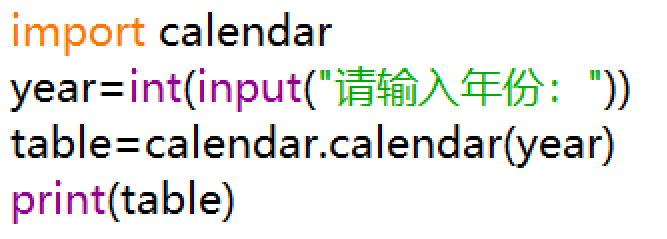 import calendar
year=int(input("请输入年份："))
table=calendar.calendar(year)
print(table)